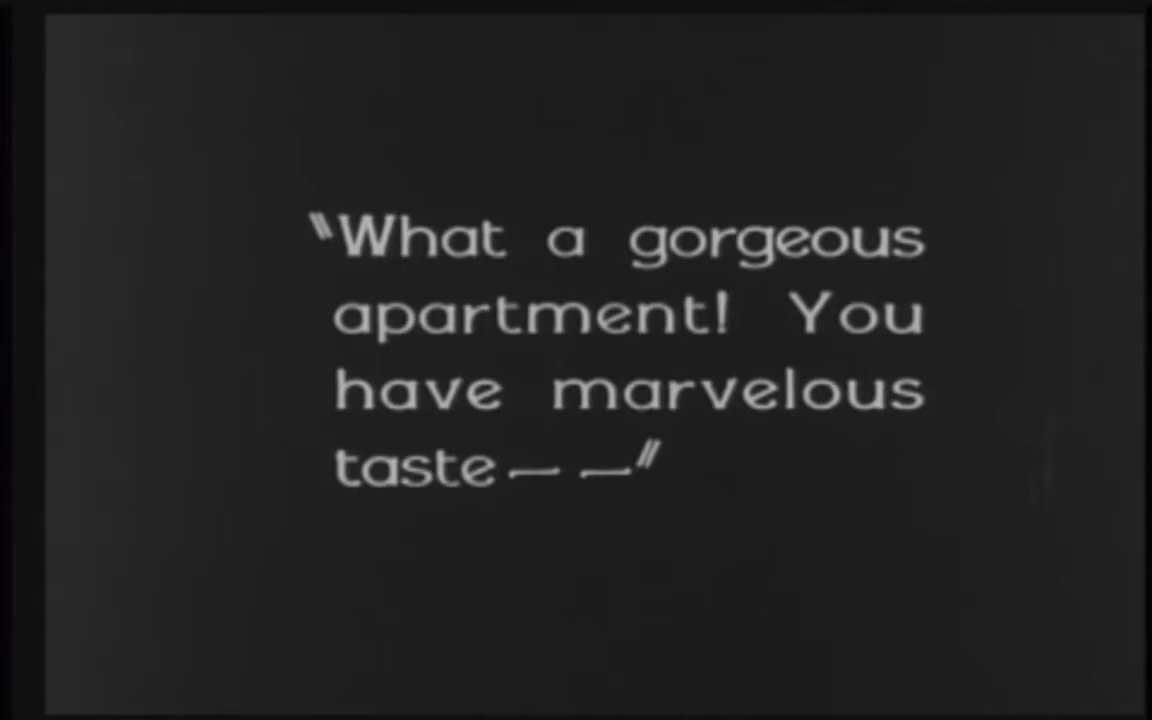 "What a gorgeous
apartment! You
have marvelous
taste— —"